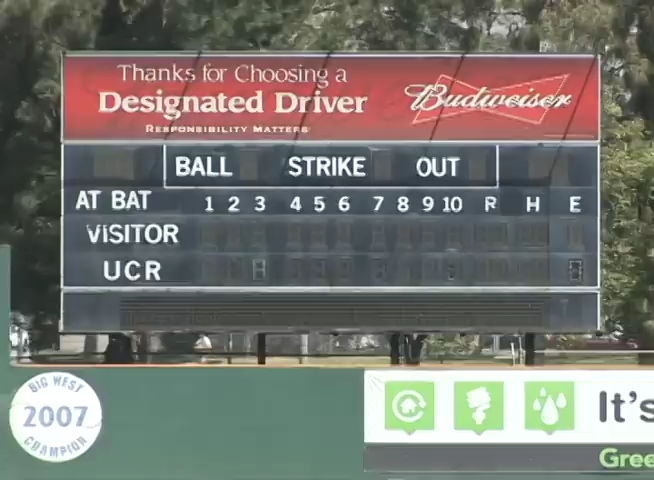 Thanks for Choosing a
Designated Driver
RESPONSIBILITY MATTERS
Budweiser
BALL STRIKE OUT
AT BAT 1 2 3 4 5 6 7 8 9 10 R H E
VISITOR
UCR
BIG WEST
2007
CHAMPION
It's
Gree